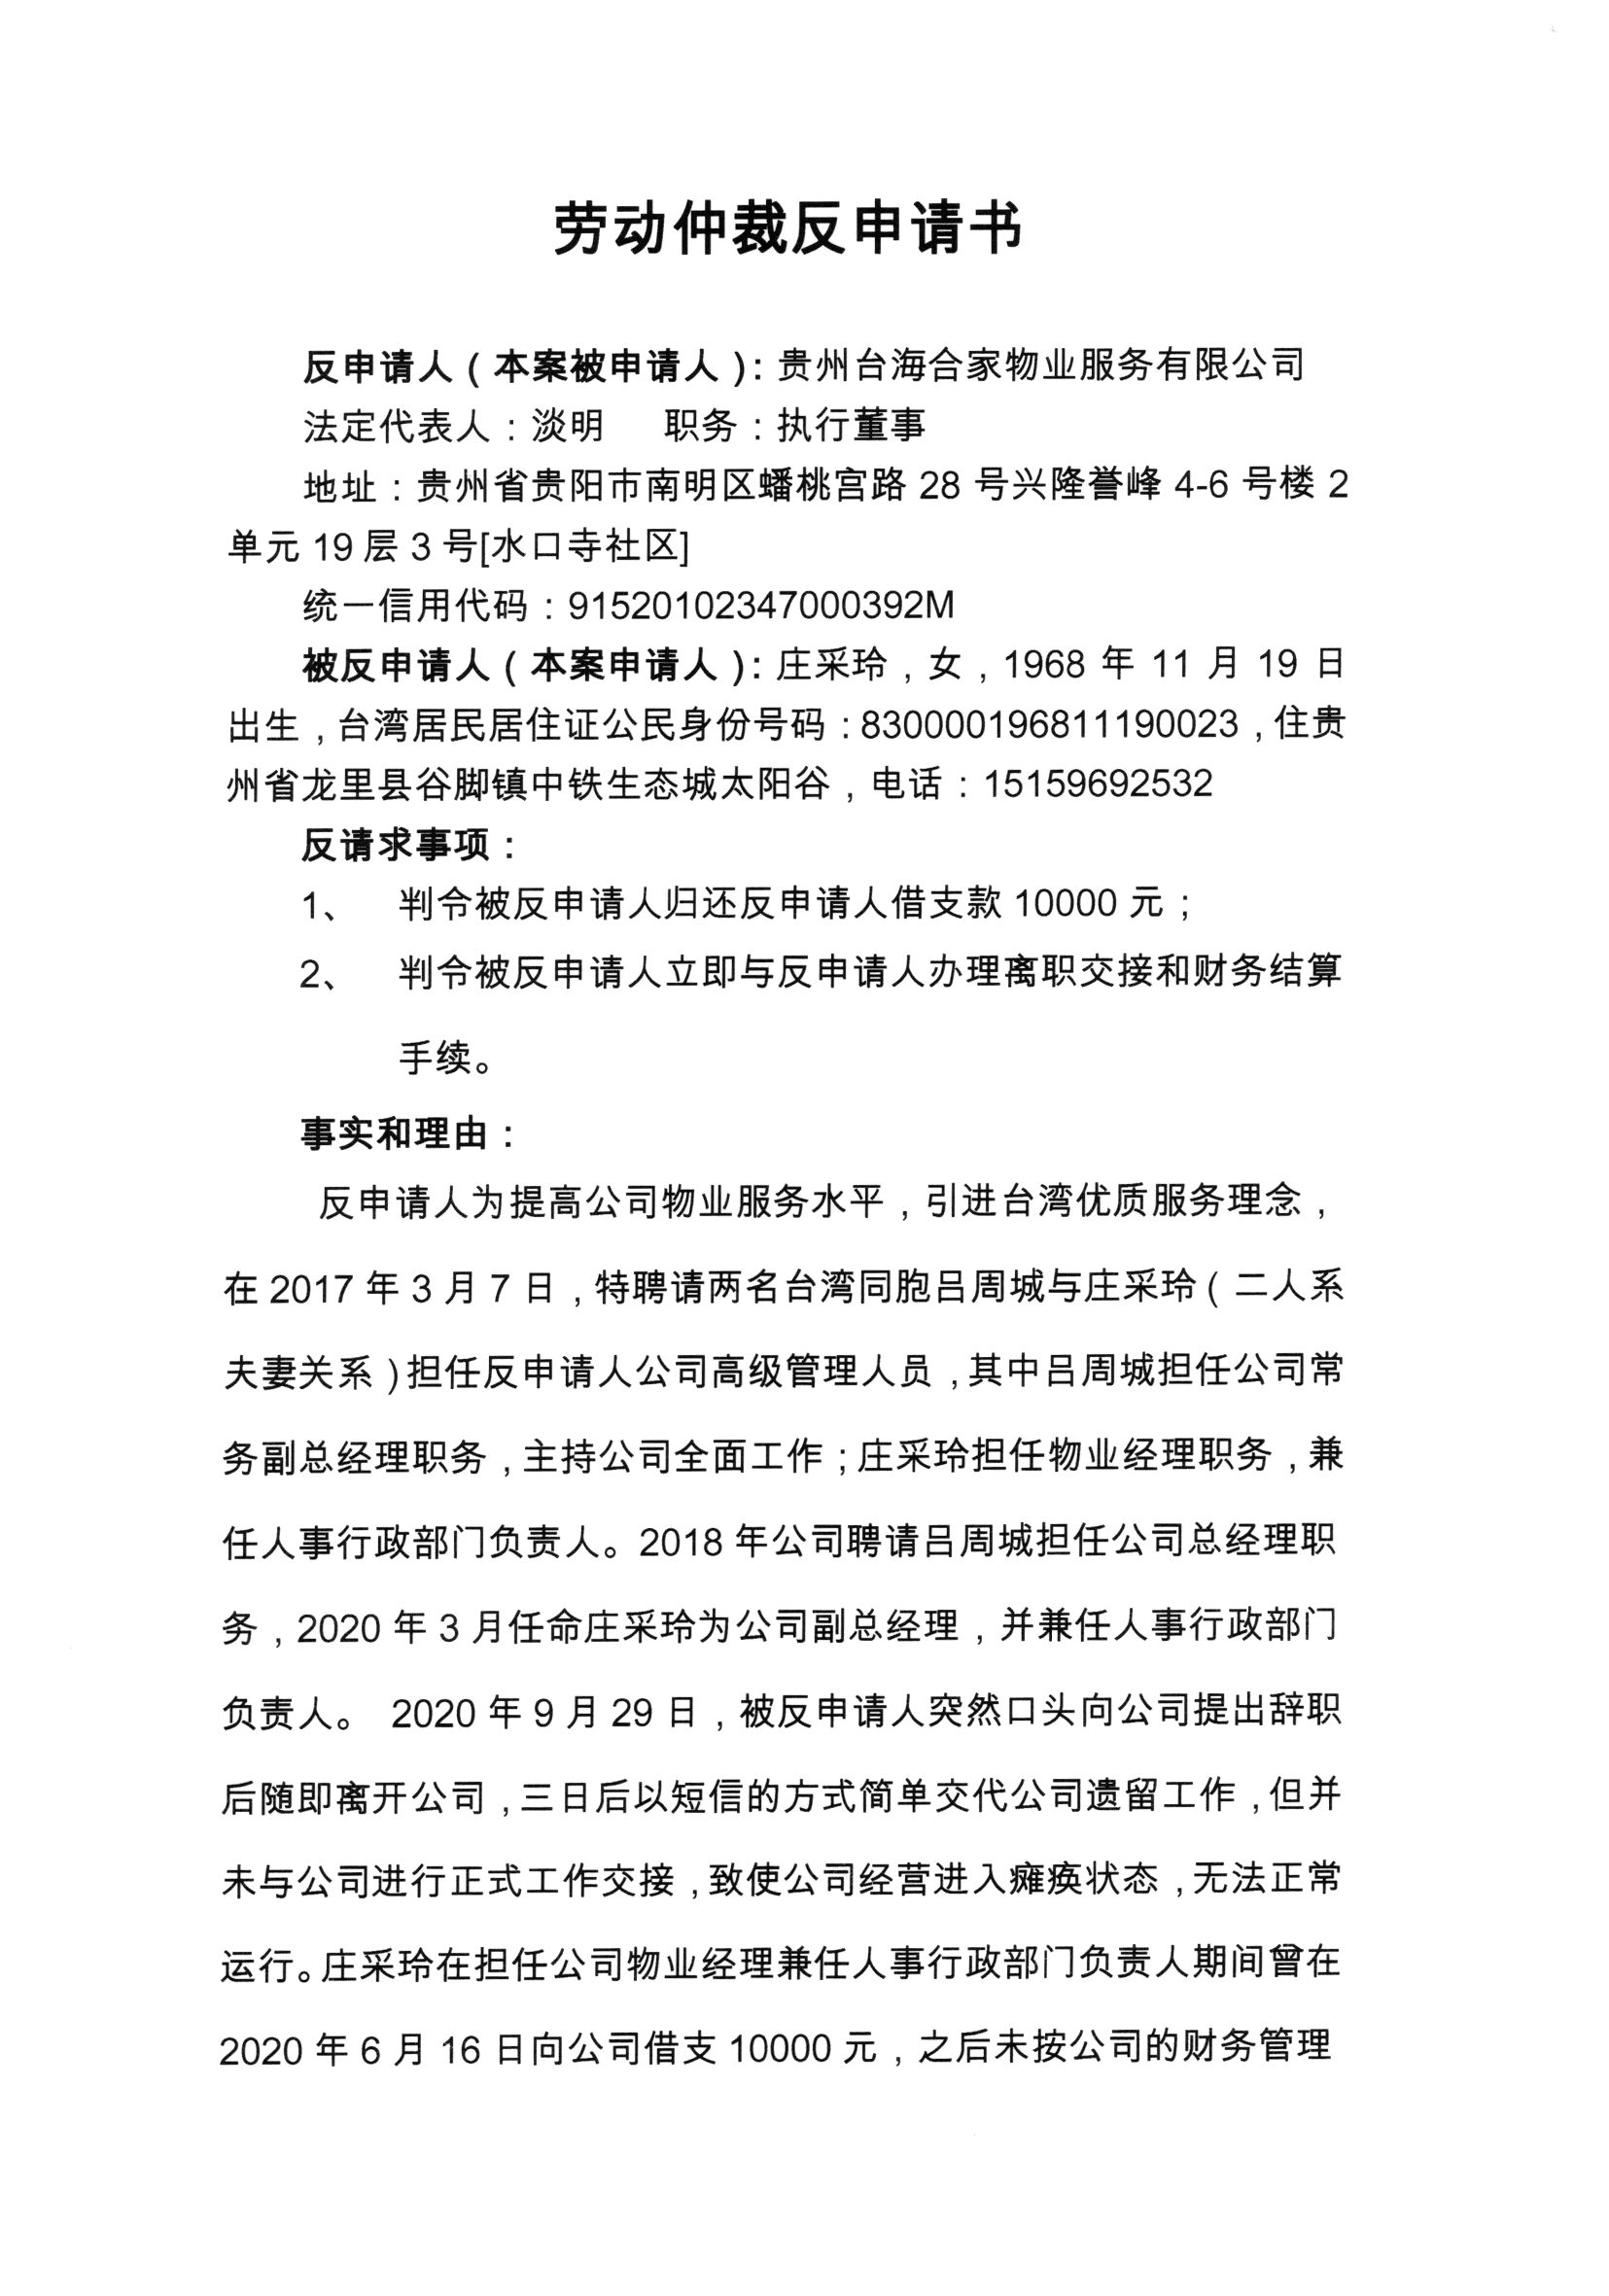 劳动仲裁反申请书
反申请人（本案被申请人）：贵州台海合家物业服务有限公司
法定代表人：淡明 职务：执行董事
地址：贵州省贵阳市南明区蟠桃宫路 28 号兴隆誉峰 4-6 号楼 2
单元 19 层 3 号[水口寺社区]
统一信用代码：91520102347000392M
被反申请人（本案申请人）：庄采玲，女，1968 年 11 月 19 日
出生，台湾居民居住证公民身份号码：830000196811190023，住贵
州省龙里县谷脚镇中铁生态城太阳谷，电话：15159692532
反请求事项：
1、 判令被反申请人归还反申请人借支款 10000 元；
2、 判令被反申请人立即与反申请人办理离职交接和财务结算
手续。
事实和理由：
反申请人为提高公司物业服务水平，引进台湾优质服务理念，
在 2017 年 3 月 7 日，特聘请两名台湾同胞吕周城与庄采玲（二人系
夫妻关系）担任反申请人公司高级管理人员，其中吕周城担任公司常
务副总经理职务，主持公司全面工作；庄采玲担任物业经理职务，兼
任人事行政部门负责人。2018 年公司聘请吕周城担任公司总经理职
务，2020 年 3 月任命庄采玲为公司副总经理，并兼任人事行政部门
负责人。 2020 年 9 月 29 日，被反申请人突然口头向公司提出辞职
后随即离开公司，三日后以短信的方式简单交代公司遗留工作，但并
未与公司进行正式工作交接，致使公司经营进入瘫痪状态，无法正常
运行。庄采玲在担任公司物业经理兼任人事行政部门负责人期间曾在
2020 年 6 月 16 日向公司借支 10000 元，之后未按公司的财务管理